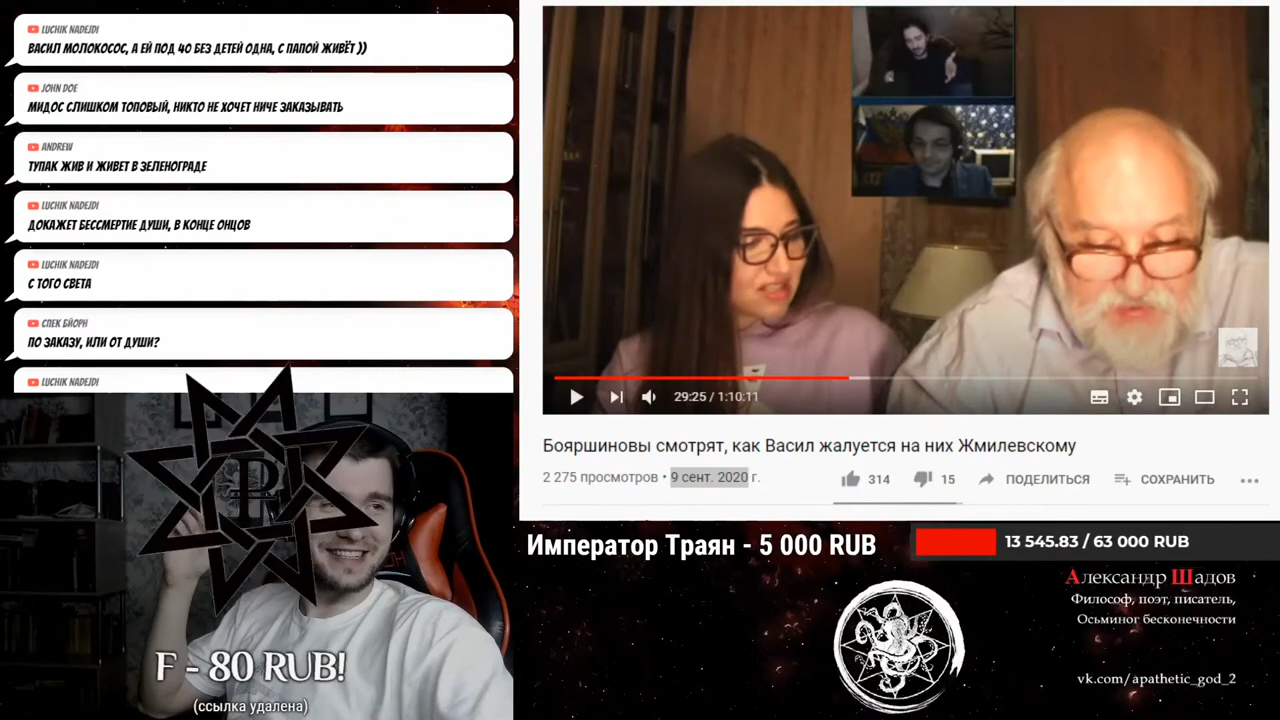 LUCHIK NADEJDI
ВАСИЛ МОЛОКОСОС, А ЕЙ ПОД 40 БЕЗ ДЕТЕЙ ОДНА, С ПАПОЙ ЖИВЁТ ))
JOHN DOE
МИДОС СЛИШКОМ ТОПОВЫЙ, НИКТО НЕ ХОЧЕТ НИЧЕ ЗАКАЗЫВАТЬ
ANDREW
ТУПАК ЖИВ И ЖИВЕТ В ЗЕЛЕНОГРАДЕ
LUCHIK NADEJDI
ДОКАЖЕТ БЕССМЕРТИЕ ДУШИ, В КОНЦЕ ОНЦОВ
LUCHIK NADEJDI
С ТОГО СВЕТА
СПЕК БЙОРН
ПО ЗАКАЗУ, ИЛИ ОТ ДУШИ?
LUCHIK NADEJDI
₽
F - 80 RUB!
(ссылка удалена)
29:25 / 1:10:11
Бояршиновы смотрят, как Васил жалуется на них Жмилевскому
2 275 просмотров • 9 сент. 2020 г.
314
15
ПОДЕЛИТЬСЯ
СОХРАНИТЬ
Император Траян - 5 000 RUB
13 545.83 / 63 000 RUB
Александр Шадов
Философ, поэт, писатель,
Осьминог бесконечности
vk.com/apathetic_god_2